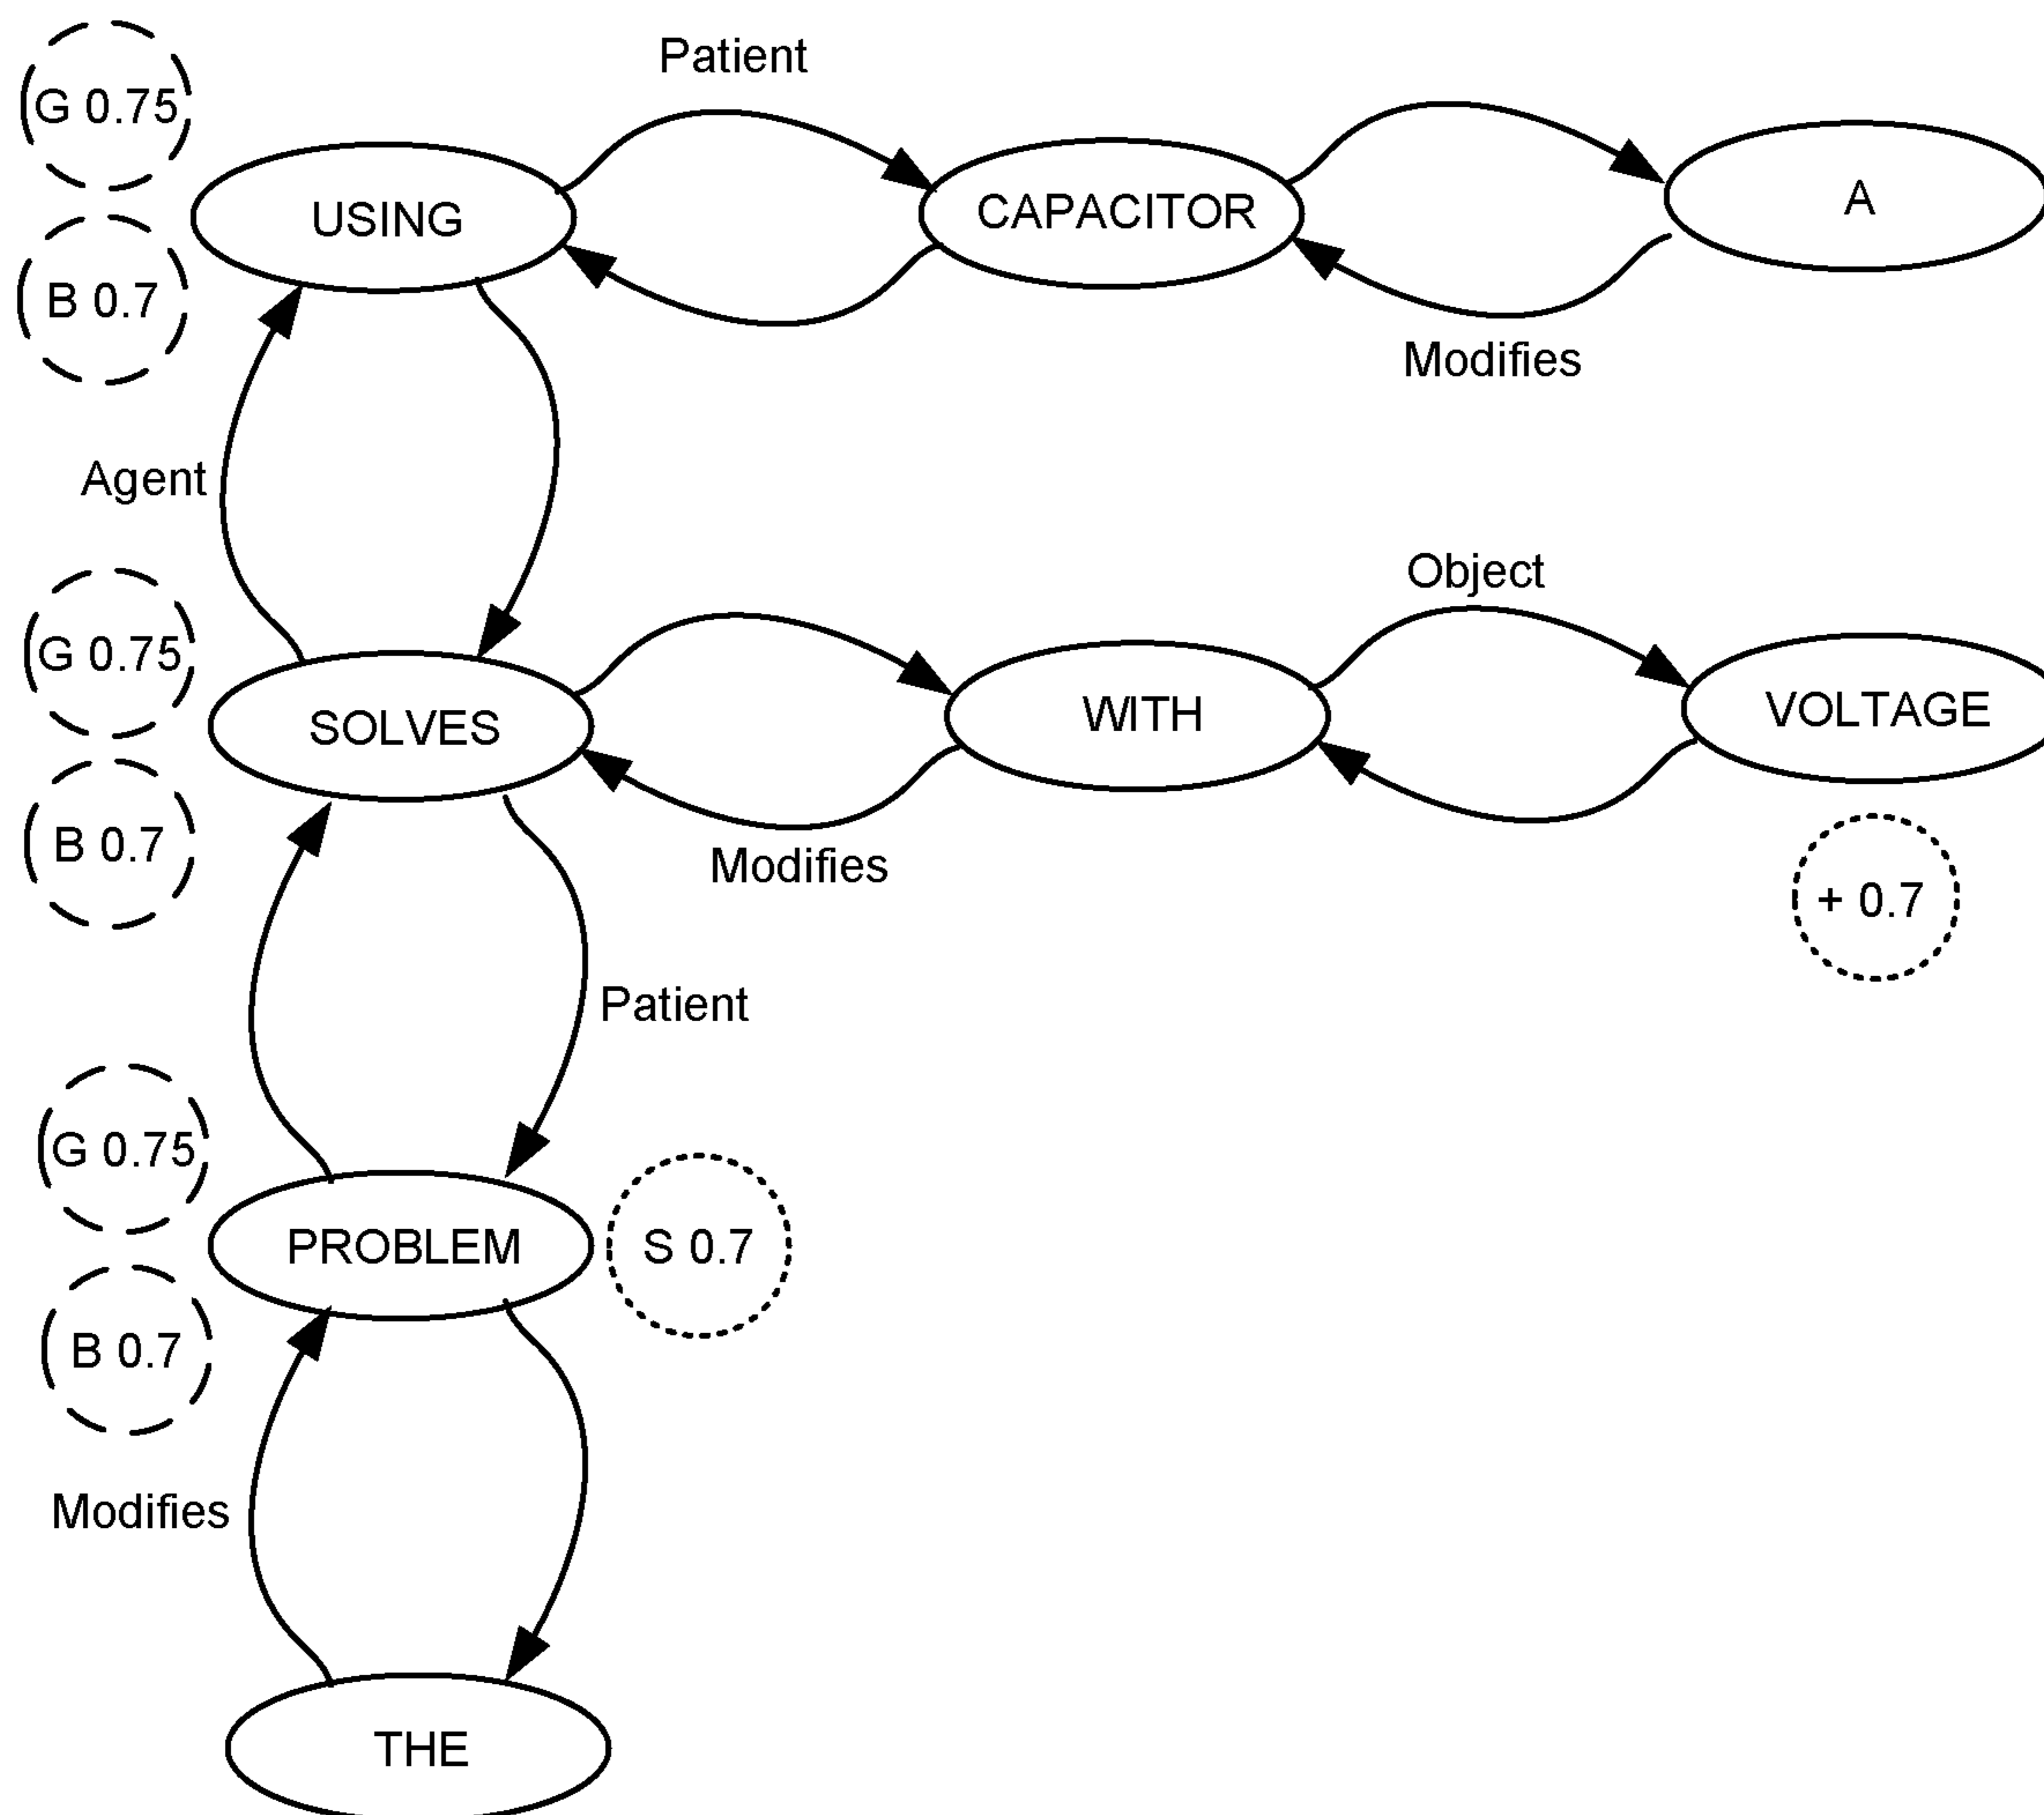 Patient
G 0.75
USING
CAPACITOR
A
B 0.7
Modifies
Agent
Object
G 0.75
SOLVES
WITH
VOLTAGE
B 0.7
Modifies
+ 0.7
Patient
G 0.75
PROBLEM
S 0.7
B 0.7
Modifies
THE